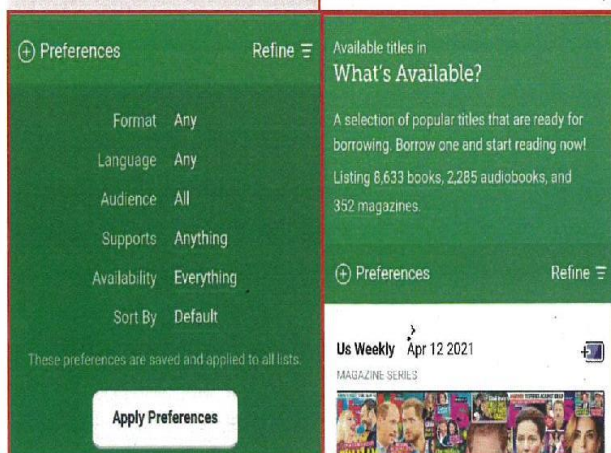 Preferences
Refine
Format Any
Language Any
Audience All
Supports Anything
Availability Everything
Sort By Default
These preferences are saved and applied to all lists.
Apply Preferences
Available titles in
What's Available?
A selection of popular titles that are ready for
borrowing. Borrow one and start reading now!
Listing 8,633 books, 2,285 audiobooks, and
352 magazines.
Preferences
Refine
Us Weekly Apr 12 2021
MAGAZINE SERIES